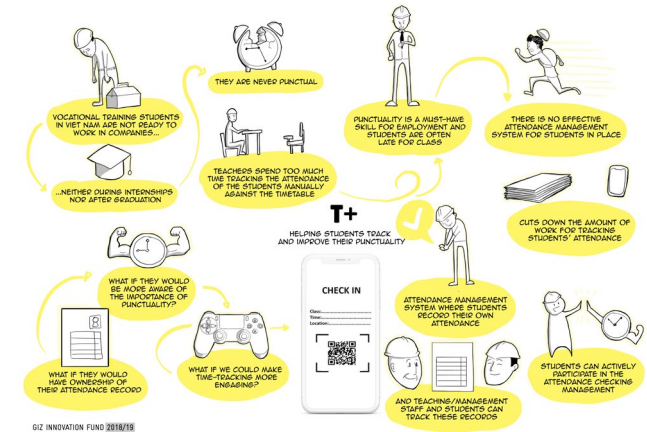 VOCATIONAL TRAINING STUDENTS
IN VIET NAM ARE NOT READY TO
WORK IN COMPANIES...
...NEITHER DURING INTERNSHIPS
NOR AFTER GRADUATION
THEY ARE NEVER PUNCTUAL
TEACHERS SPEND TOO MUCH
TIME TRACKING THE ATTENDANCE
OF THE STUDENTS MANUALLY
AGAINST THE TIMETABLE
PUNCTUALITY IS A MUST-HAVE
SKILL FOR EMPLOYMENT AND
STUDENTS ARE OFTEN
LATE FOR CLASS
THERE IS NO EFFECTIVE
ATTENDANCE MANAGEMENT
SYSTEM FOR STUDENTS IN PLACE
CUTS DOWN THE AMOUNT OF
WORK FOR TRACKING
STUDENTS' ATTENDANCE
T+
HELPING STUDENTS TRACK
AND IMPROVE THEIR PUNCTUALITY
WHAT IF THEY WOULD
BE MORE AWARE OF
THE IMPORTANCE OF
PUNCTUALITY?
WHAT IF THEY WOULD
HAVE OWNERSHIP OF
THEIR ATTENDANCE RECORD
WHAT IF WE COULD MAKE
TIME-TRACKING MORE
ENGAGING?
CHECK IN
Class:
Time:
Location:
ATTENDANCE MANAGEMENT
SYSTEM WHERE STUDENTS
RECORD THEIR OWN
ATTENDANCE
AND TEACHING/MANAGEMENT
STAFF AND STUDENTS CAN
TRACK THESE RECORDS
STUDENTS CAN ACTIVELY
PARTICIPATE IN THE
ATTENDANCE CHECKING
MANAGEMENT
GIZ INNOVATION FUND 2018/19